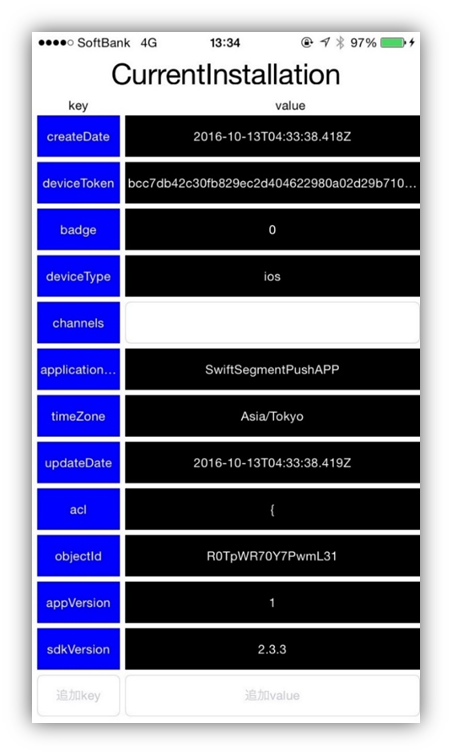 SoftBank 4G 13:34 97%
CurrentInstallation
key value
createDate 2016-10-13T04:33:38.418Z
deviceToken bcc7db42c30fb829ec2d404622980a02d29b710...
badge 0
deviceType ios
channels
application... SwiftSegmentPushAPP
timeZone Asia/Tokyo
updateDate 2016-10-13T04:33:38.419Z
acl {
objectId R0TpWR70Y7PwmL31
appVersion 1
sdkVersion 2.3.3
追加key 追加value